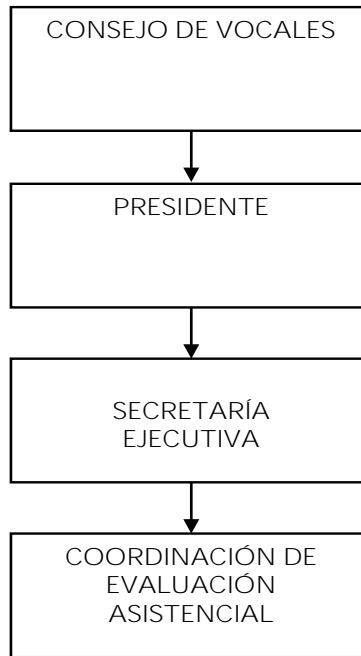 CONSEJO DE VOCALES
PRESIDENTE
SECRETARÍA
EJECUTIVA
COORDINACIÓN DE
EVALUACIÓN
ASISTENCIAL